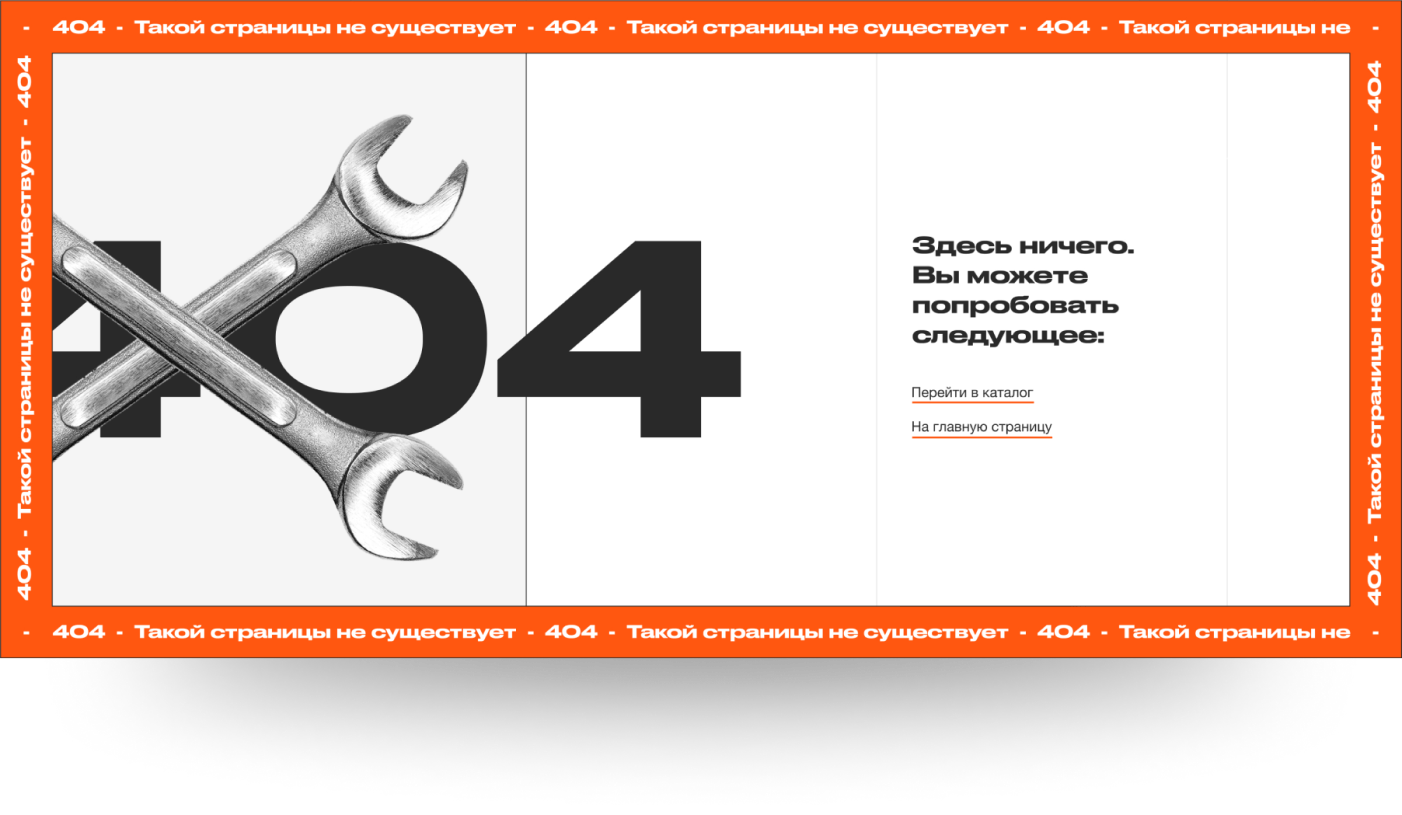 - 404 - Такой страницы не существует - 404 - Такой страницы не существует - 404 - Такой страницы не -
404 - Такой страницы не существует - 404
404
Здесь ничего.
Вы можете
попробовать
следующее:
Перейти в каталог
На главную страницу
404 - Такой страницы не существует - 404
- 404 - Такой страницы не существует - 404 - Такой страницы не существует - 404 - Такой страницы не -